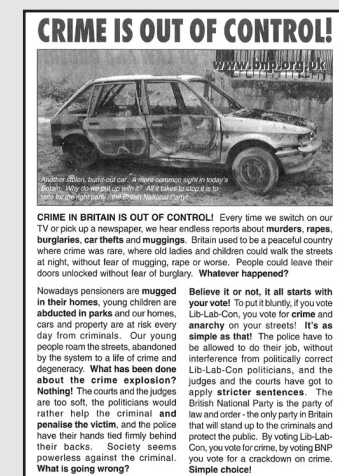 CRIME IS OUT OF CONTROL!
www.bnp.org.uk
Another stolen, burnt-out car. A more common sight in today's
Britain. Why do we put up with it? All it takes to stop it is to
vote for the right party - the British National Party!
CRIME IN BRITAIN IS OUT OF CONTROL! Every time we switch on our
TV or pick up a newspaper, we hear endless reports about murders, rapes,
burglaries, car thefts and muggings. Britain used to be a peaceful country
where crime was rare, where old ladies and children could walk the streets
at night, without fear of mugging, rape or worse. People could leave their
doors unlocked without fear of burglary. Whatever happened?
Nowadays pensioners are mugged
in their homes, young children are
abducted in parks and our homes,
cars and property are at risk every
day from criminals. Our young
people roam the streets, abandoned
by the system to a life of crime and
degeneracy. What has been done
about the crime explosion?
Nothing! The courts and the judges
are too soft, the politicians would
rather help the criminal and
penalise the victim, and the police
have their hands tied firmly behind
their backs. Society seems
powerless against the criminal.
What is going wrong?
Believe it or not, it all starts with
your vote! To put it bluntly, if you vote
Lib-Lab-Con, you vote for crime and
anarchy on your streets! It's as
simple as that! The police have to
be allowed to do their job, without
interference from politically correct
Lib-Lab-Con politicians, and the
judges and the courts have got to
apply stricter sentences. The
British National Party is the party of
law and order - the only party in Britain
that will stand up to the criminals and
protect the public. By voting Lib-Lab-
Con, you vote for crime, by voting BNP
you vote for a crackdown on crime.
Simple choice!